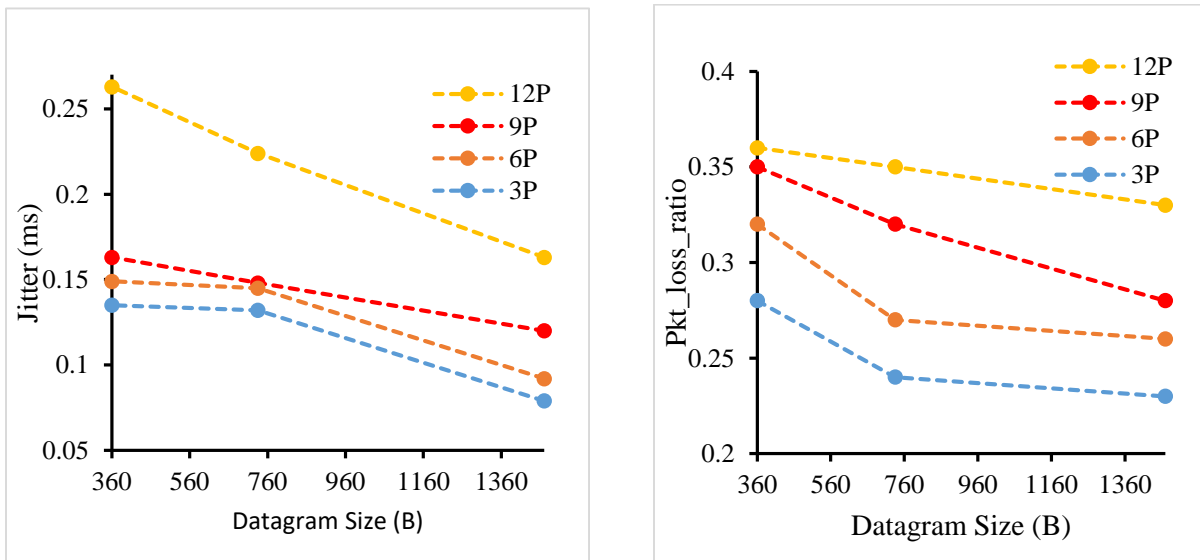 12P
9P
6P
3P
0.25
0.2
0.15
0.1
0.05
Jitter (ms)
360 560 760 960 1160 1360
Datagram Size (B)
12P
9P
6P
3P
0.4
0.35
0.3
0.25
0.2
Pkt_loss_ratio
360 560 760 960 1160 1360
Datagram Size (B)